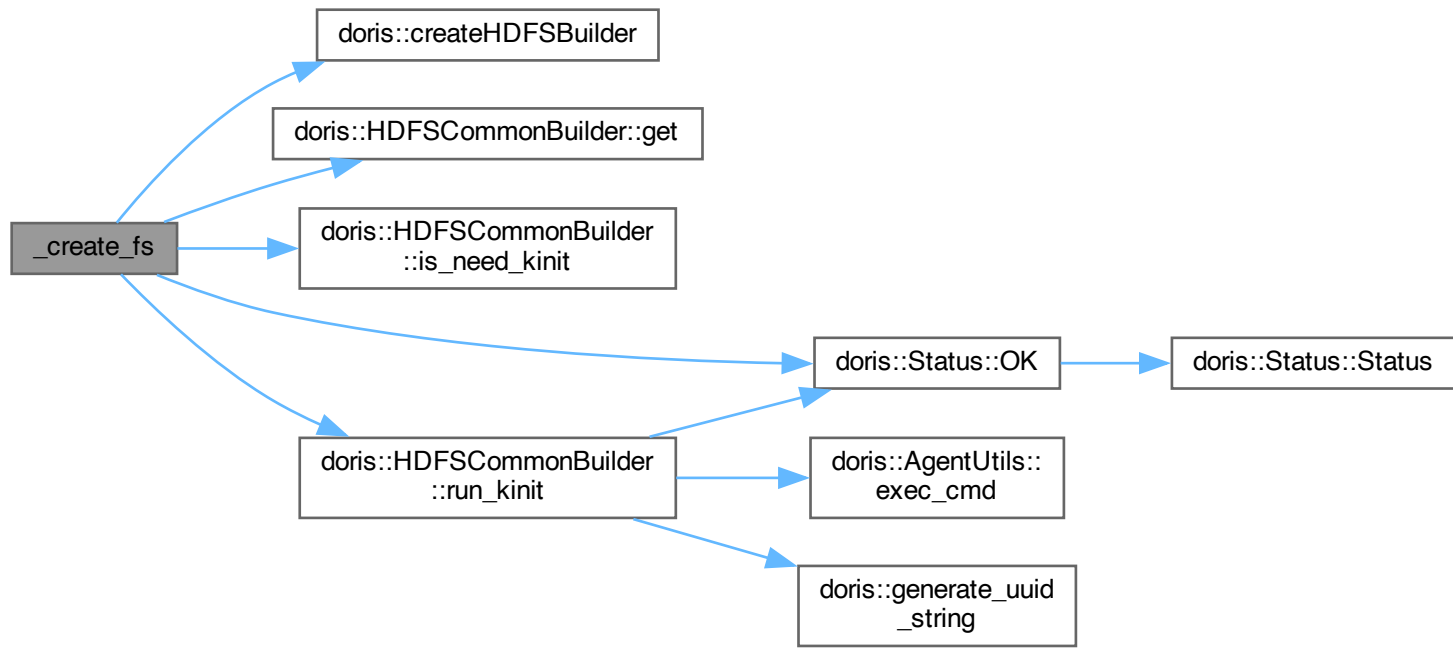 doris::createHDFSBuilder
doris::HDFSCommonBuilder::get
_create_fs
doris::HDFSCommonBuilder
::is_need_kinit
doris::Status::OK
doris::Status::Status
doris::HDFSCommonBuilder
::run_kinit
doris::AgentUtils::
exec_cmd
doris::generate_uuid
_string